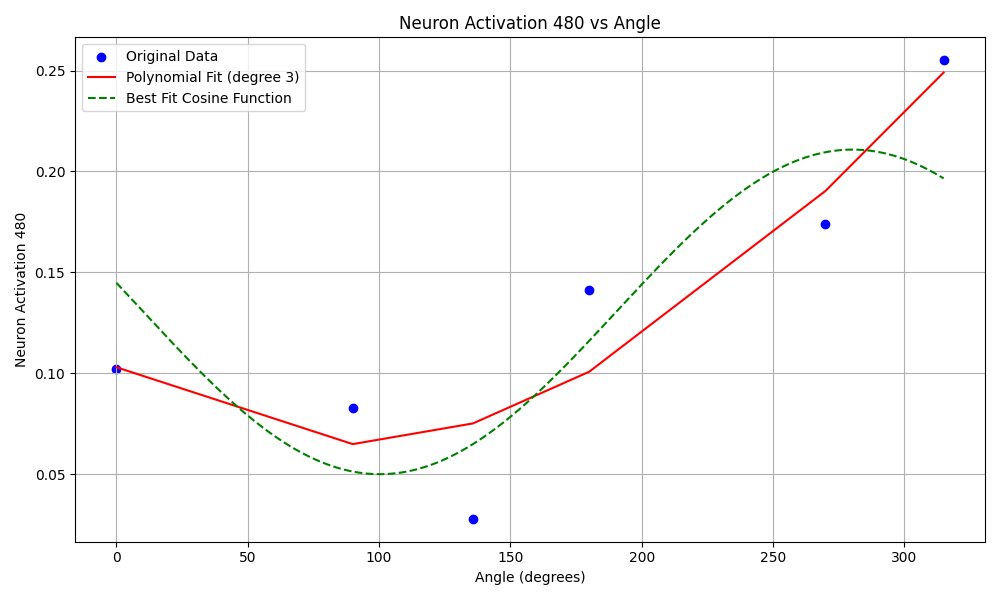 Neuron Activation 480 vs Angle
Original Data
Polynomial Fit (degree 3)
Best Fit Cosine Function
0.25
0.20
0.15
0.10
0.05
Neuron Activation 480
0 50 100 150 200 250 300
Angle (degrees)